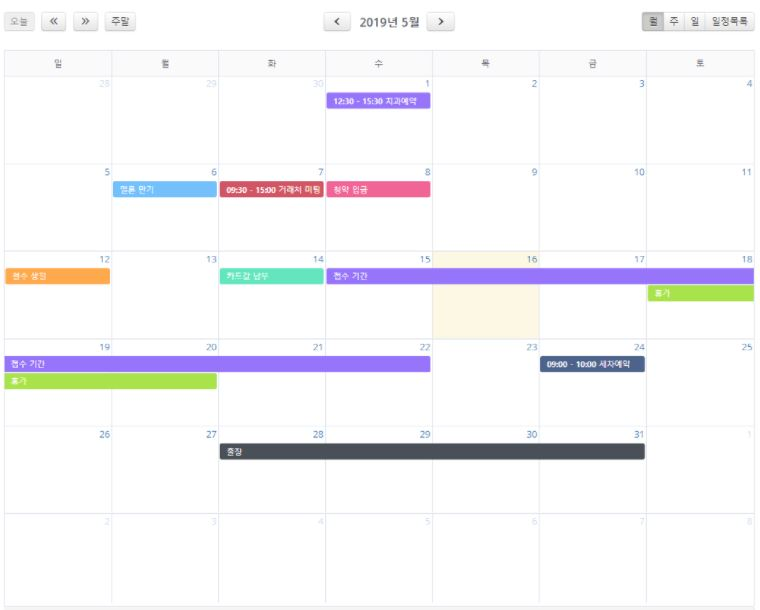 오늘 « » 주말
< 2019년 5월 >
월 주 일 일정목록
일 월 화 수 목 금 토
28 29 30 1 2 3 4
12:30 - 15:30 치과예약
5 6 7 8 9 10 11
멜론 만기 09:30 - 15:00 거래처 미팅 청약 입금
12 13 14 15 16 17 18
생일 카드값 납부 접수 기간
휴가
19 20 21 22 23 24 25
접수 기간 09:00 - 10:00 세차예약
휴가
26 27 28 29 30 31 1
출장
2 3 4 5 6 7 8